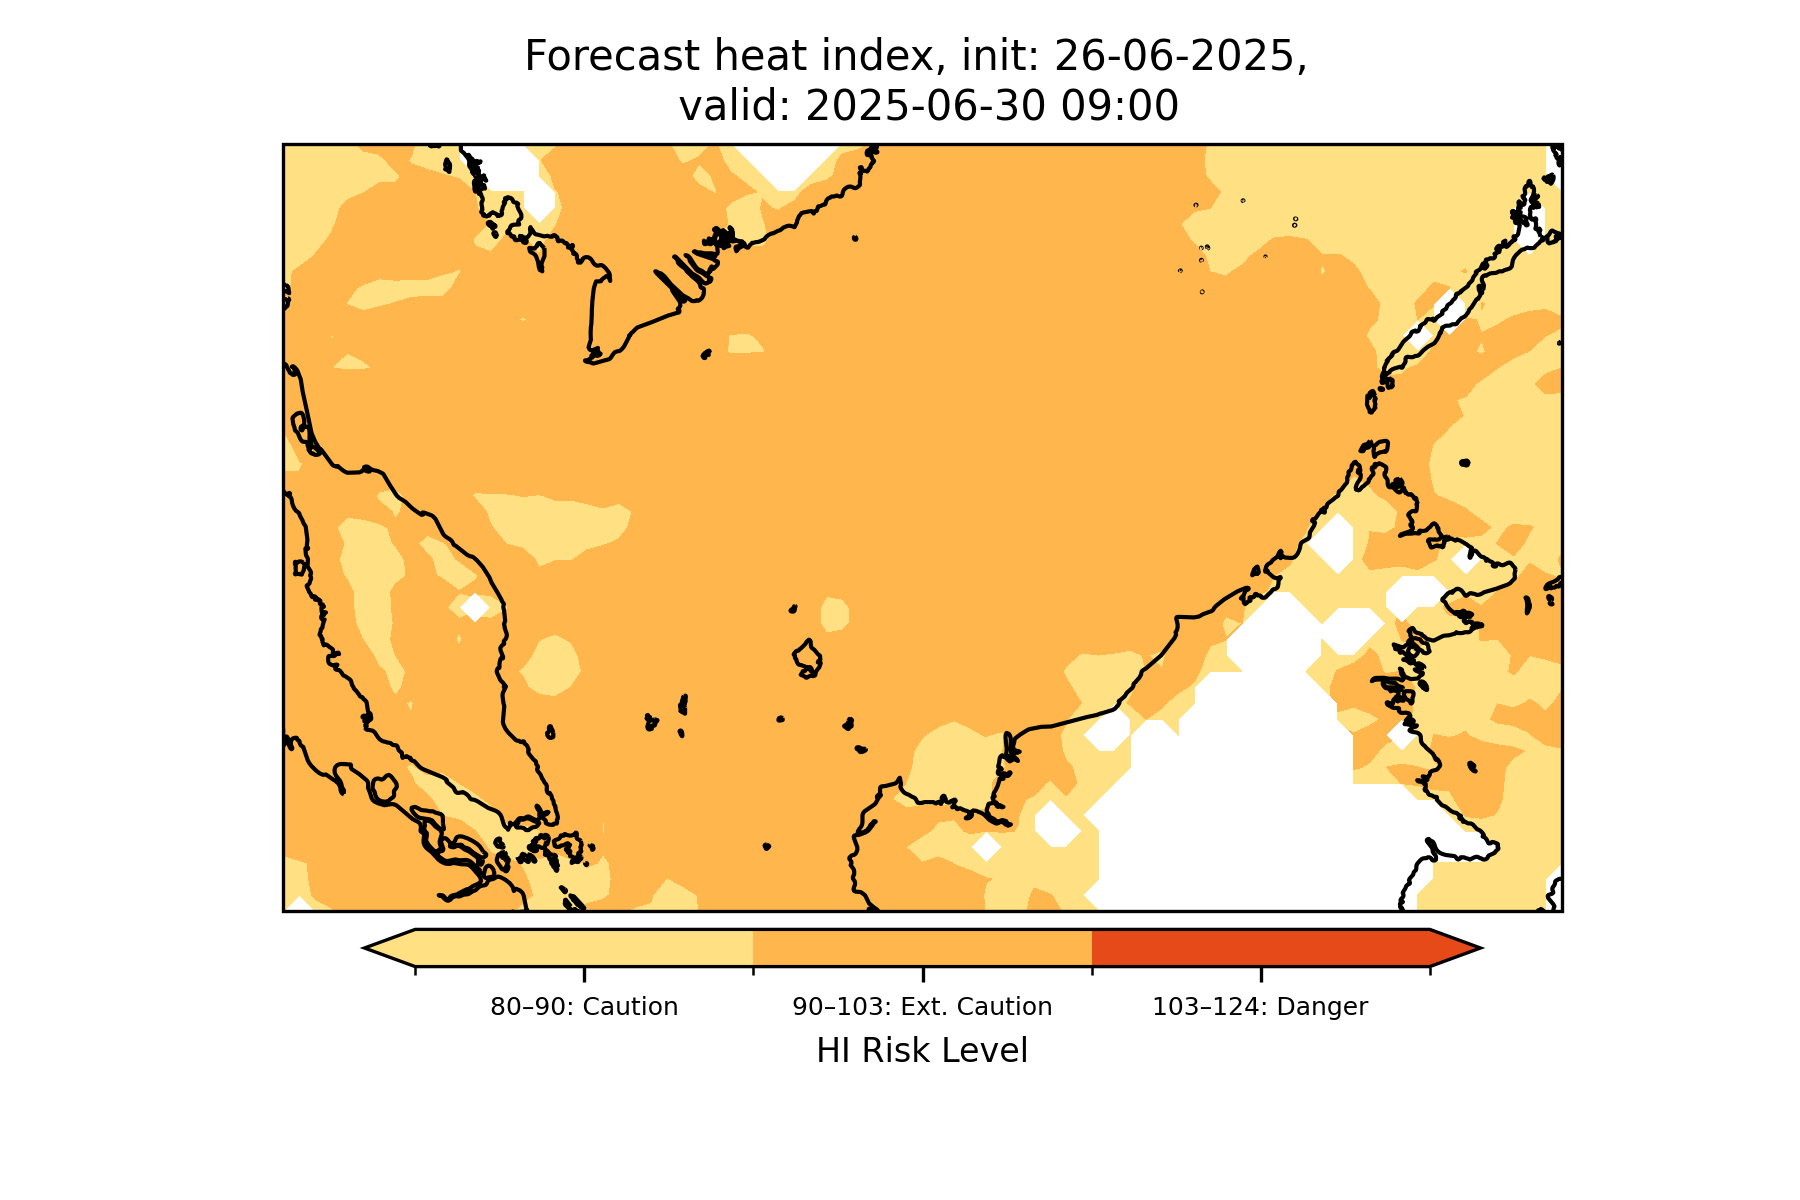 Forecast heat index, init: 26-06-2025,
valid: 2025-06-30 09:00
80–90: Caution
90–103: Ext. Caution
103–124: Danger
HI Risk Level